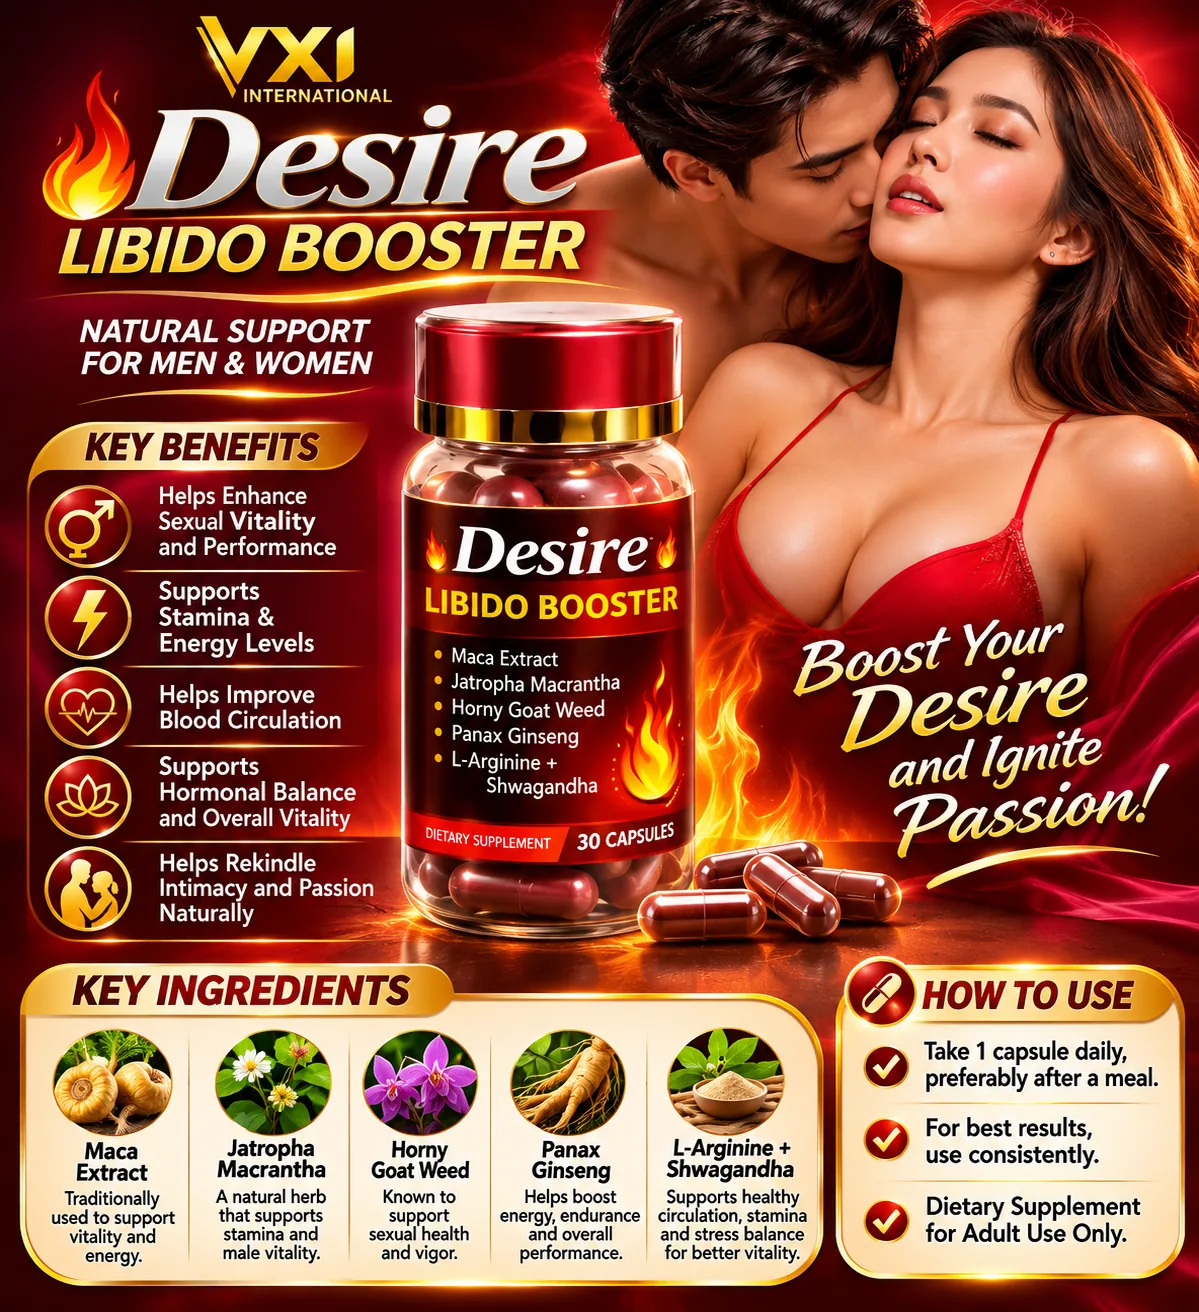 VXI
INTERNATIONAL
Desire
LIBIDO BOOSTER
NATURAL SUPPORT
FOR MEN & WOMEN
KEY BENEFITS
Helps Enhance
Sexual Vitality
and Performance
Supports
Stamina &
Energy Levels
Helps Improve
Blood Circulation
Supports
Hormonal Balance
and Overall Vitality
Helps Rekindle
Intimacy and Passion
Naturally
Desire
LIBIDO BOOSTER
• Maca Extract
• Jatropha Macrantha
• Horny Goat Weed
• Panax Ginseng
• L-Arginine +
Shwagandha
DIETARY SUPPLEMENT
30 CAPSULES
Boost Your
Desire
and Ignite
Passion!
KEY INGREDIENTS
Maca
Extract
Traditionally
used to support
vitality and
energy.
Jatropha
Macrantha
A natural herb
that supports
stamina and
male vitality.
Horny
Goat Weed
Known to
support
sexual health
and vigor.
Panax
Ginseng
Helps boost
energy, endurance
and overall
performance.
L-Arginine +
Shwagandha
Supports healthy
circulation, stamina
and stress balance
for better vitality.
HOW TO USE
Take 1 capsule daily,
preferably after a meal.
For best results,
use consistently.
Dietary Supplement
for Adult Use Only.